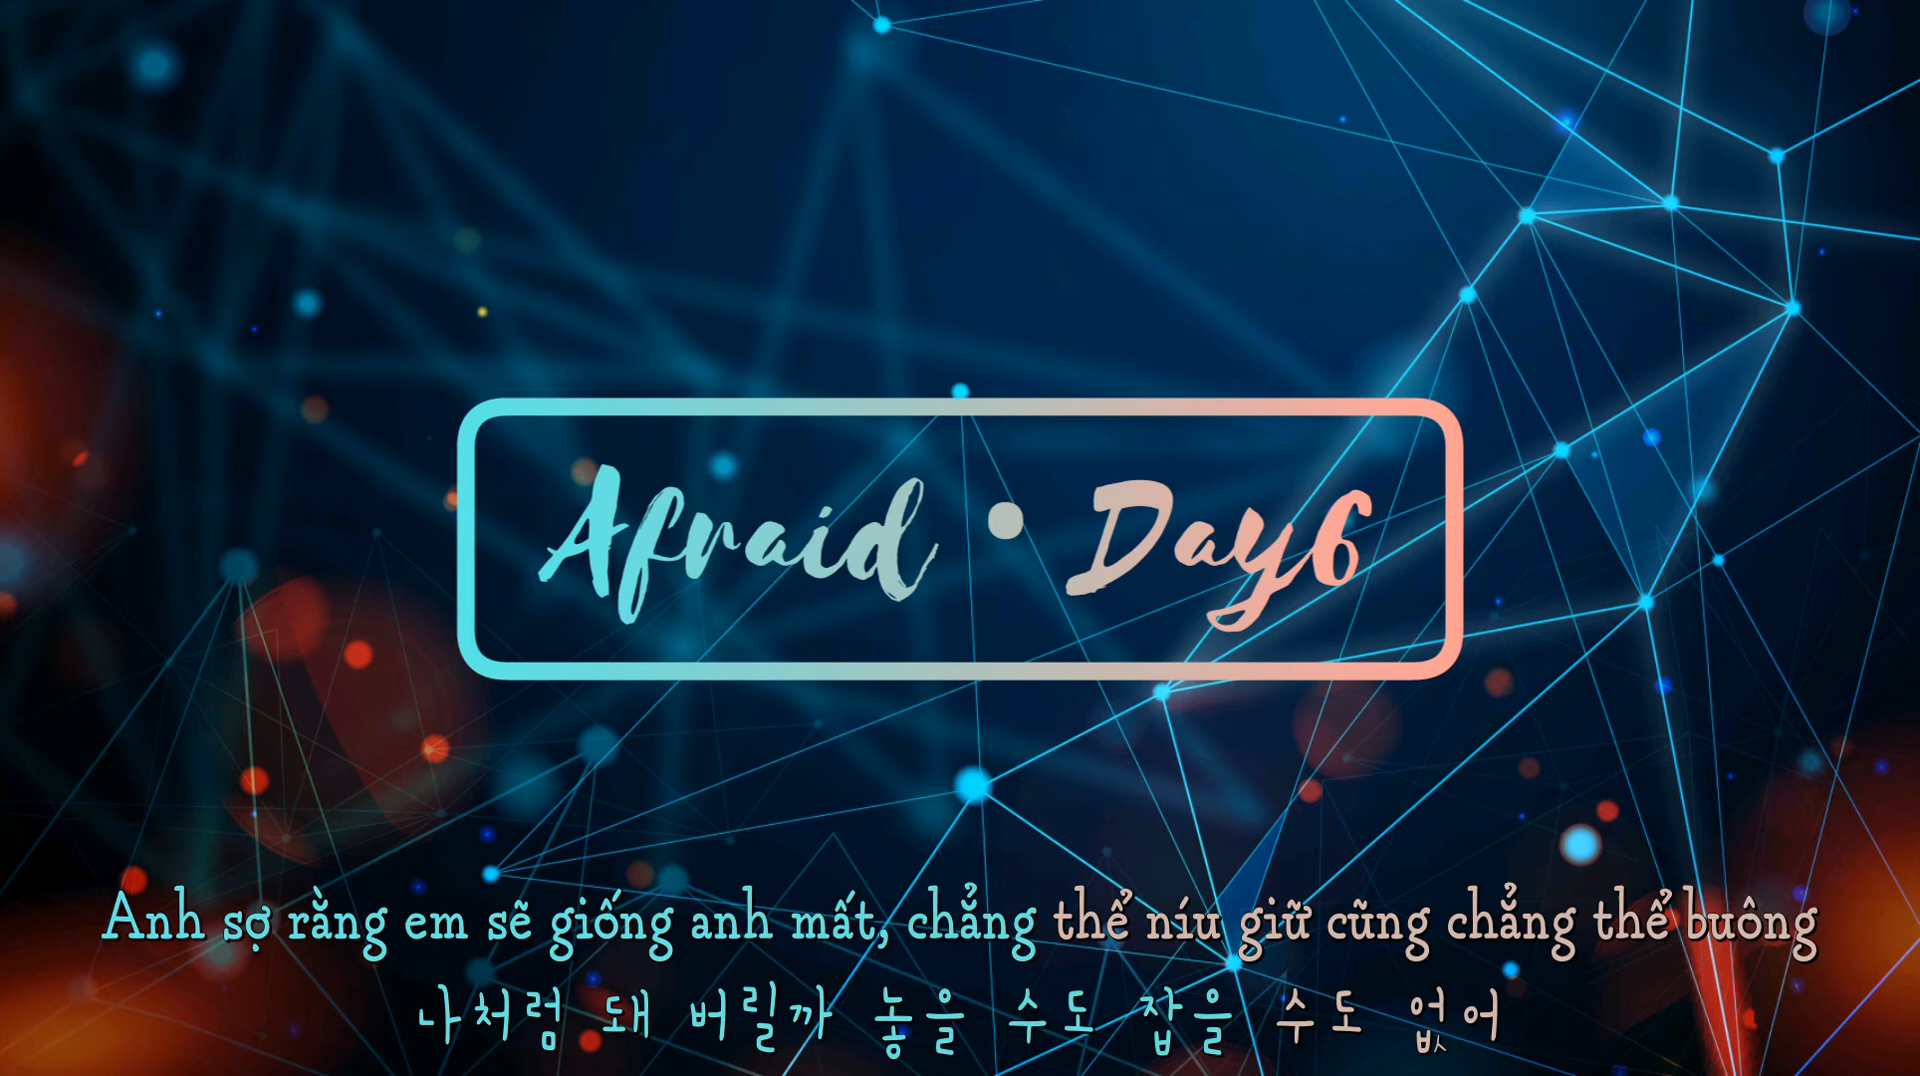 Afraid • Day6
Anh sợ rằng em sẽ giống anh mất, chẳng thể níu giữ cũng chẳng thể buông
나처럼 돼 버릴까 놓을 수도 잡을 수도 없어